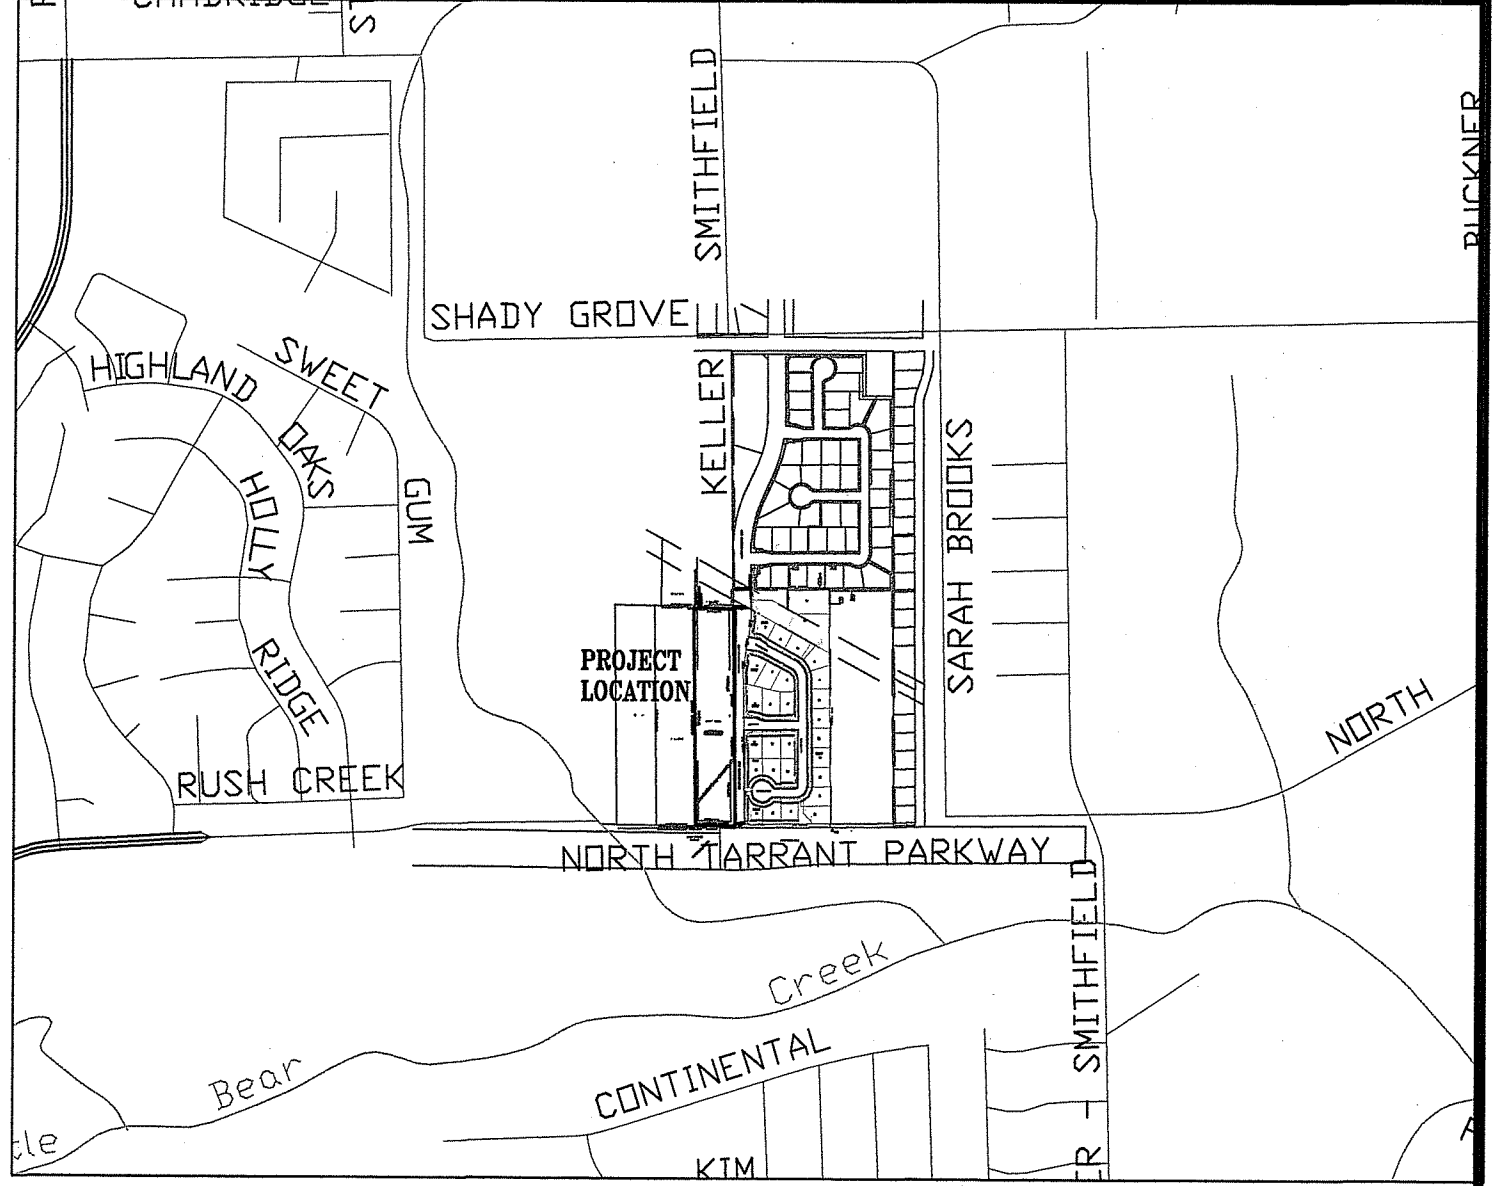 SMITHFIELD
BUCKNER
SHADY GROVE
KELLER
HIGHLAND
SWEET
OAKS
HOLLY
RIDGE
GUM
SARAH BROOKS
PROJECT
LOCATION
NORTH
RUSH CREEK
NORTH TARRANT PARKWAY
SMITHFIELD
Creek
Bear
CONTINENTAL
ER -
KIM